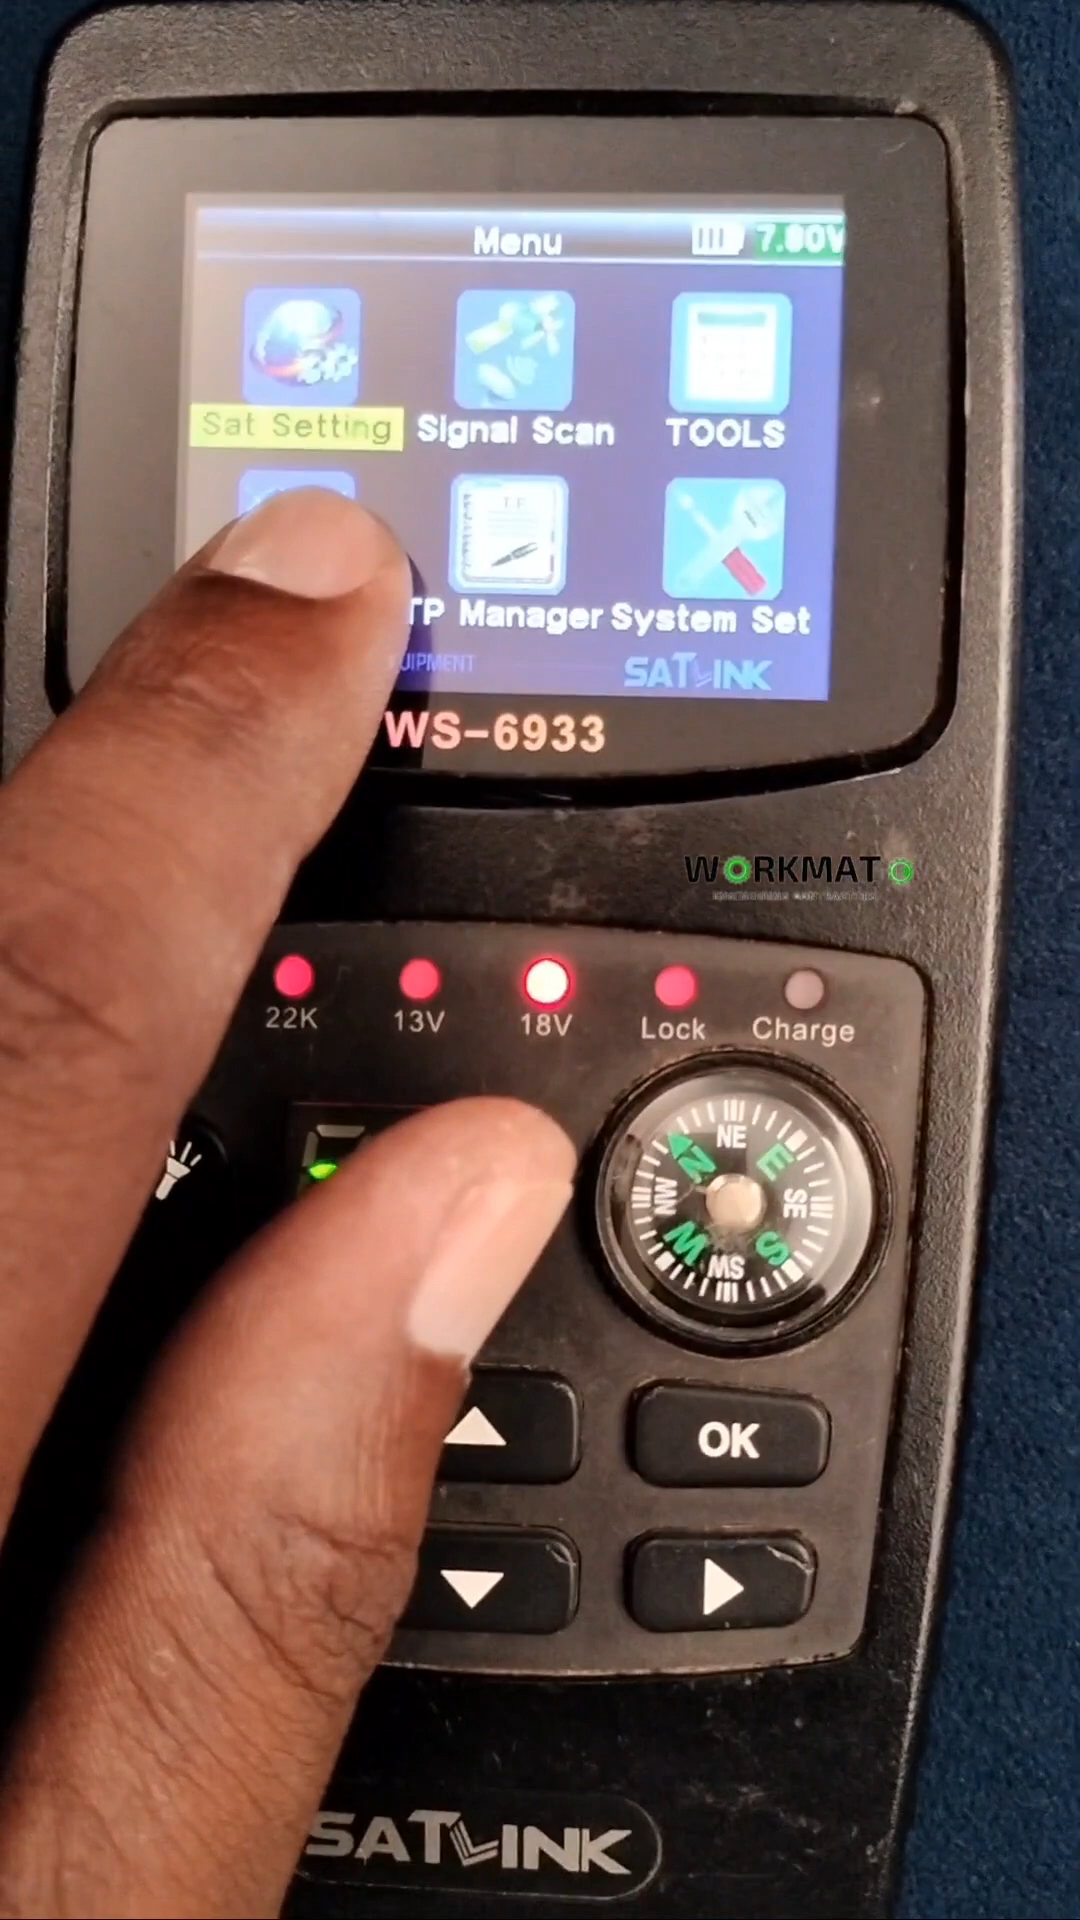 Menu 7.80V
Sat Setting Signal Scan TOOLS
TP
TP Manager System Set
SATLINK
WS-6933
WORKMAT
22K 13V 18V Lock Charge
NE
N E
NW SE
W S
SW
OK
SATLINK